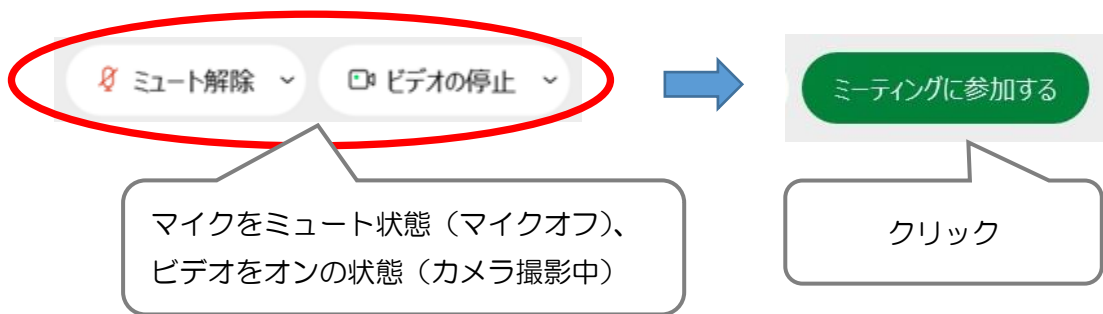 ミュート解除
ビデオの停止
ミーティングに参加する
マイクをミュート状態（マイクオフ）、
ビデオをオンの状態（カメラ撮影中）
クリック